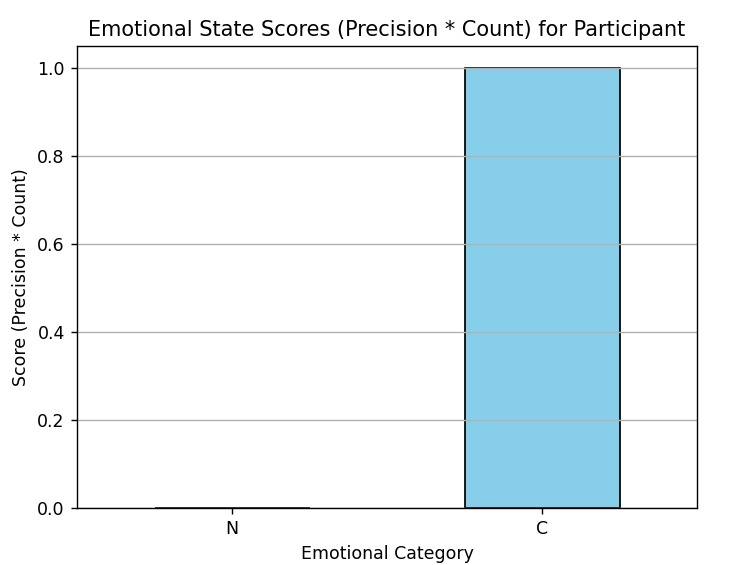 Emotional State Scores (Precision * Count) for Participant
1.0
0.8
0.6
0.4
0.2
0.0
Score (Precision * Count)
N C
Emotional Category